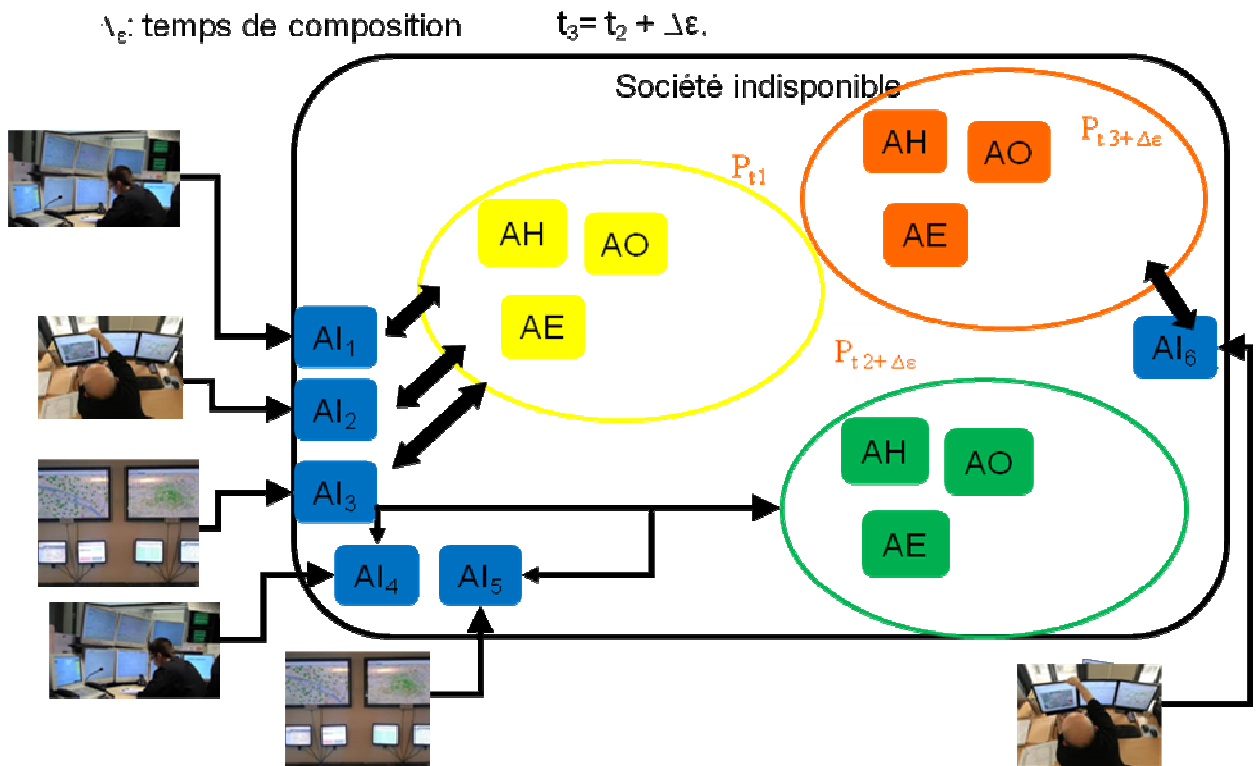 Δε: temps de composition t3= t2 + Δε.
Société indisponible
Pt1
AH AO
AE
Pt3+Δε
AH AO
AE
Pt2+Δε
AH AO
AE
AI1
AI2
AI3
AI4 AI5
AI6